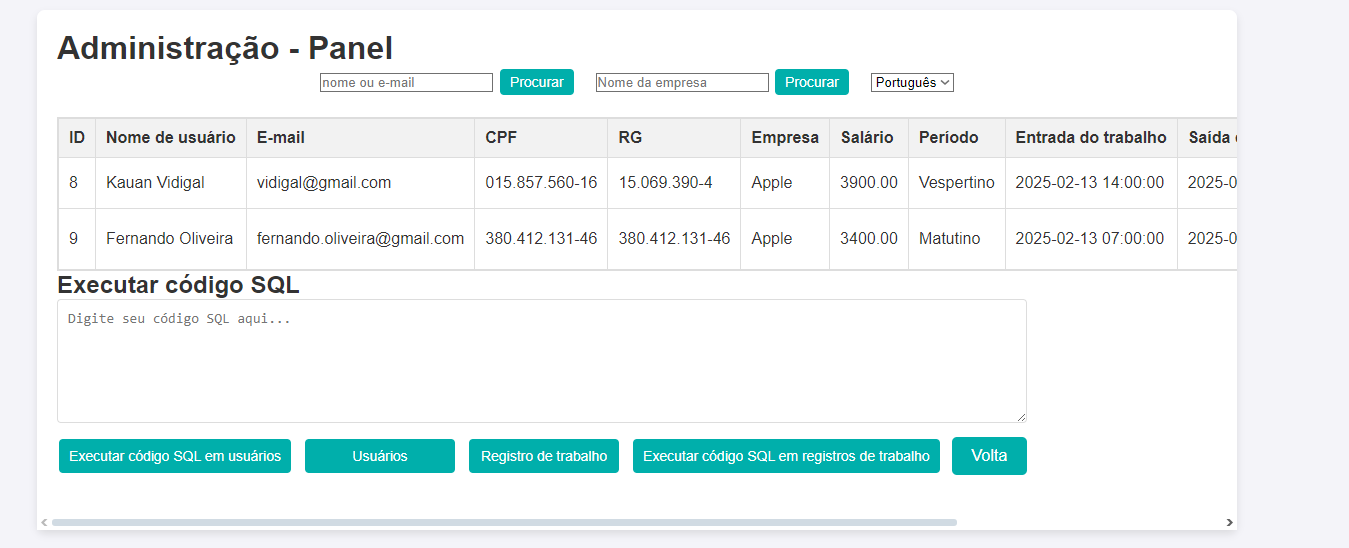 Administração - Panel
nome ou e-mail Procurar Nome da empresa Procurar Português
ID Nome de usuário E-mail CPF RG Empresa Salário Período Entrada do trabalho Saída
8 Kauan Vidigal vidigal@gmail.com 015.857.560-16 15.069.390-4 Apple 3900.00 Vespertino 2025-02-13 14:00:00 2025-0
9 Fernando Oliveira fernando.oliveira@gmail.com 380.412.131-46 380.412.131-46 Apple 3400.00 Matutino 2025-02-13 07:00:00 2025-0
Executar código SQL
Digite seu código SQL aqui...
Executar código SQL em usuários Usuários Registro de trabalho Executar código SQL em registros de trabalho Volta